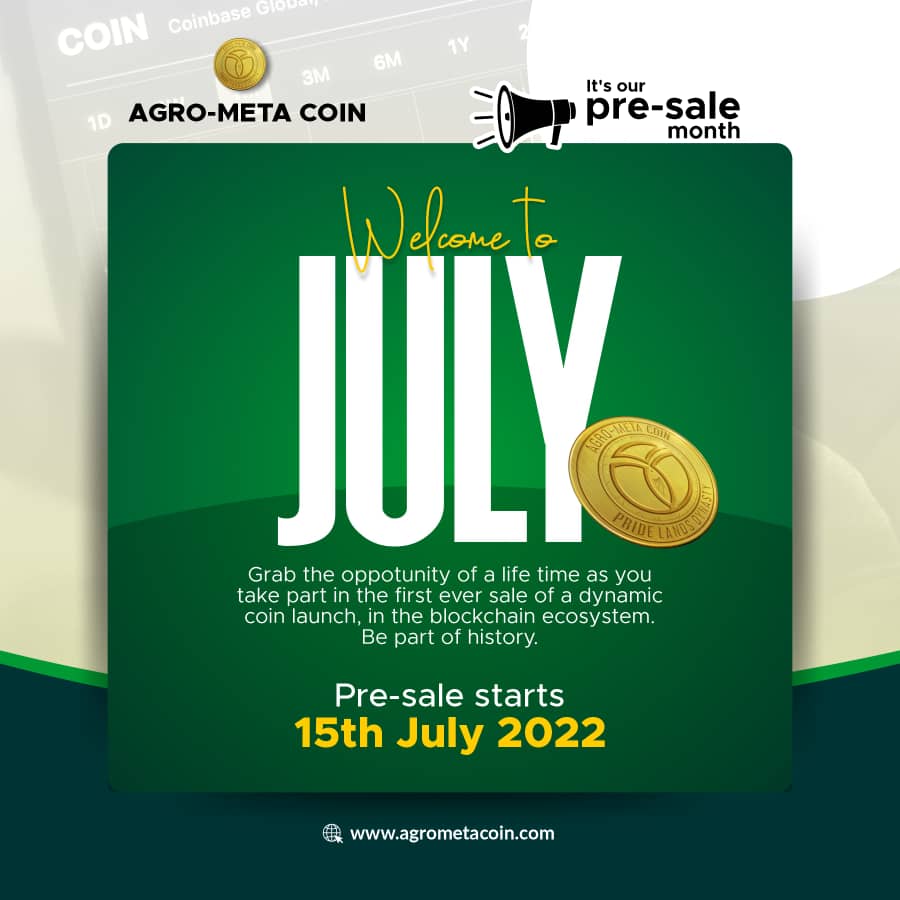 COIN Coinbase Global,
1D 3M 6M 1Y
AGRO-META COIN
It's our
pre-sale
month
Welcome to
JULY
AGRO-META COIN
PRIDE LANDS DYNASTY
Grab the oppotunity of a life time as you
take part in the first ever sale of a dynamic
coin launch, in the blockchain ecosystem.
Be part of history.
Pre-sale starts
15th July 2022
www.agrometacoin.com